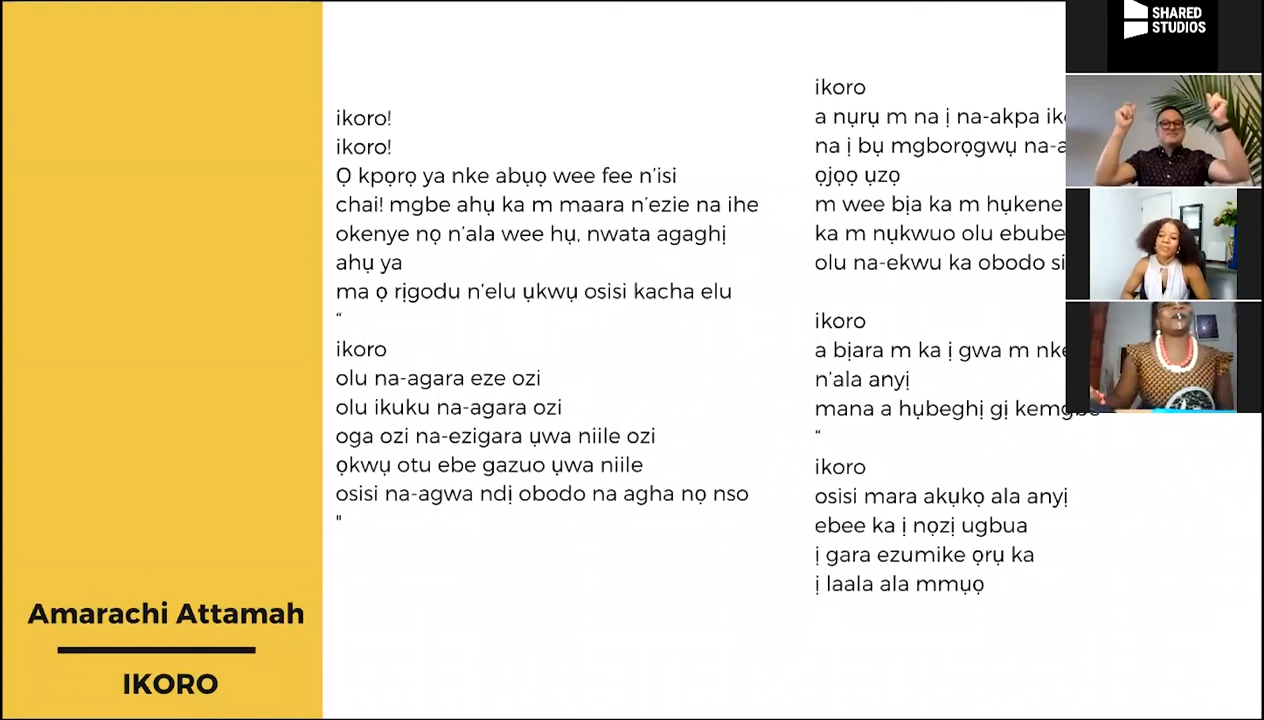 ikoro!
ikoro!
Ọ kpọrọ ya nke abụọ wee fee n’isi
chai! mgbe ahụ ka m maara n’ezie na ihe
okenye nọ n’ala wee hụ, nwata agaghị
ahụ ya
ma ọ rịgodu n’elu ụkwụ osisi kacha elu
“
ikoro
olu na-agara eze ozi
olu ikuku na-agara ozi
oga ozi na-ezigara ụwa niile ozi
ọkwụ otu ebe gazuo ụwa niile
osisi na-agwa ndị obodo na agha nọ nso
"
ikoro
a nụrụ m na ị na-akpa
na ị bụ mgborọgwụ
ọjọọ ụzọ
m wee bịa ka m hụkene
ka m nụkwuo olu ebube
olu na-ekwu ka obodo
ikoro
a bịara m ka ị gwa m
n’ala anyị
mana a hụbeghị gị
“
ikoro
osisi mara akụkọ ala anyị
ebee ka ị nọzị ugbua
ị gara ezumike ọrụ ka
ị laala ala mmụọ
Amarachi Attamah
IKORO
SHARED
STUDIOS